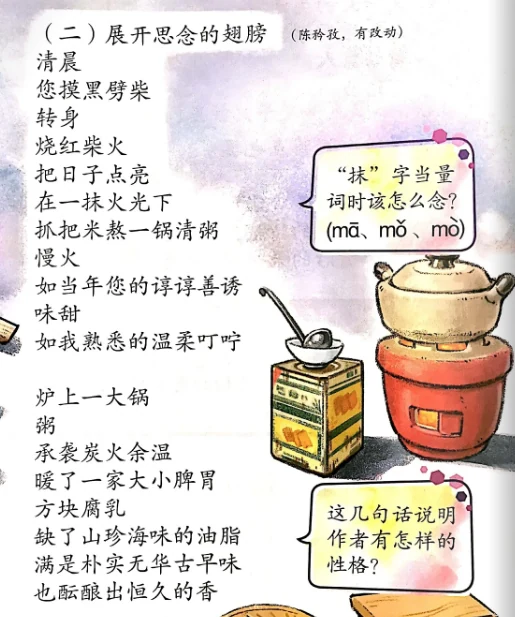 （二）展开思念的翅膀 （陈衿孜，有改动）
清晨
您摸黑劈柴
转身
烧红柴火
把日子点亮
在一抹火光下
抓把米熬一锅清粥
慢火
如当年您的谆谆善诱
味甜
如我熟悉的温柔叮咛
炉上一大锅
粥
承袭炭火余温
暖了一家大小脾胃
方块腐乳
缺了山珍海味的油脂
满是朴实无华古早味
也酝酿出恒久的香
“抹”字当量
词时该怎么念？
(mā、mǒ、mò)
这几句话说明
作者有怎样的
性格？